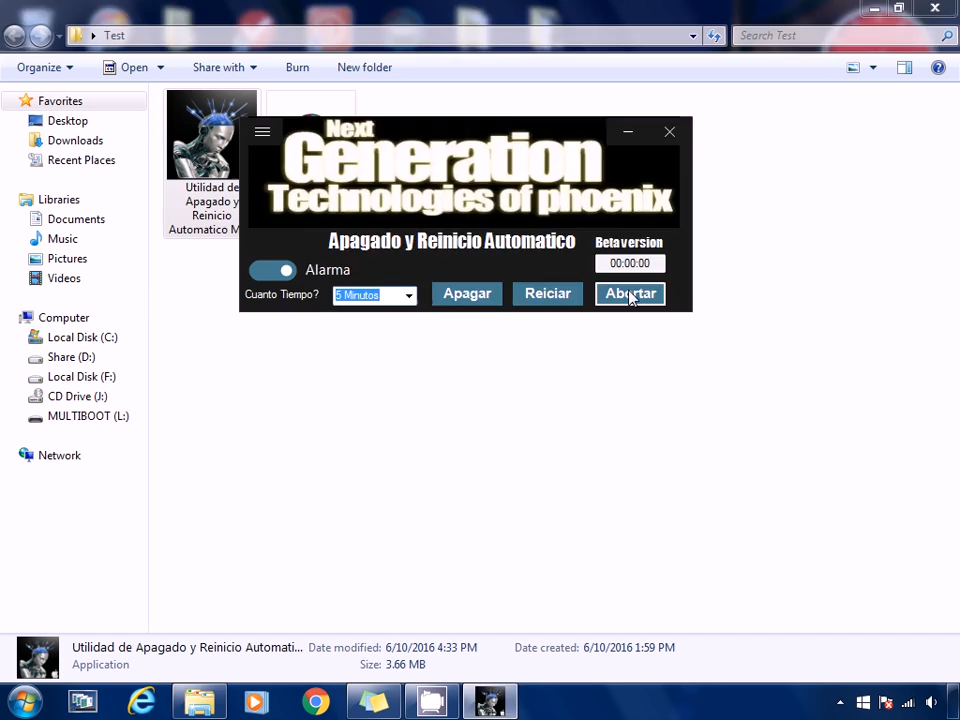 Test
Search Test
Organize
Open
Share with
Burn
New folder
Favorites
Desktop
Downloads
Recent Places
Libraries
Documents
Music
Pictures
Videos
Computer
Local Disk (C:)
Share (D:)
Local Disk (F:)
CD Drive (J:)
MULTIBOOT (L:)
Network
Utilidad de
Apagado y
Reinicio
Automatico M
Next
Generation
Technologies of phoenix
Apagado y Reinicio Automatico
Beta version
Alarma
00:00:00
Cuanto Tiempo?
5 Minutos
Apagar
Reiciar
Abortar
Utilidad de Apagado y Reinicio Automati...
Date modified: 6/10/2016 4:33 PM
Date created: 6/10/2016 1:59 PM
Application
Size: 3.66 MB